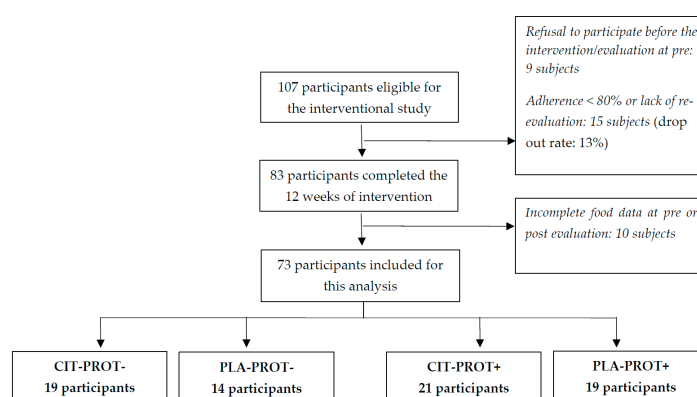 Refusal to participate before the
intervention/evaluation at pre:
9 subjects
Adherence < 80% or lack of re-
evaluation: 15 subjects (drop
out rate: 13%)
107 participants eligible for
the interventional study
83 participants completed the
12 weeks of intervention
Incomplete food data at pre or
post evaluation: 10 subjects
73 participants included for
this analysis
CIT-PROT-
19 participants
PLA-PROT-
14 participants
CIT-PROT+
21 participants
PLA-PROT+
19 participants